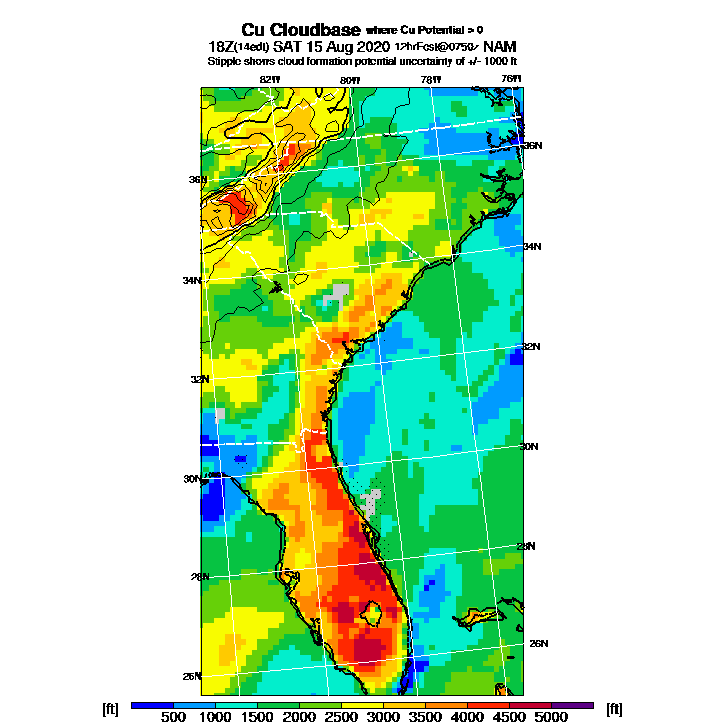 Cu Cloudbase where Cu Potential > 0
18Z(14edt) SAT 15 Aug 2020 12hrFcst@0750z NAM
Stipple shows cloud formation potential uncertainty of +/- 1000 ft
82W 80W 78W 76W
36N
36N
34N
34N
32N
32N
30N
30N
28N
28N
26N
26N
[ft] 500 1000 1500 2000 2500 3000 3500 4000 4500 5000 [ft]